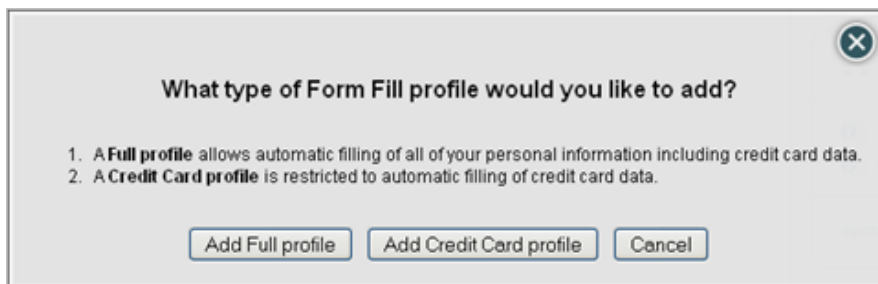 What type of Form Fill profile would you like to add?
1. A Full profile allows automatic filling of all of your personal information including credit card data.
2. A Credit Card profile is restricted to automatic filling of credit card data.
Add Full profile Add Credit Card profile Cancel